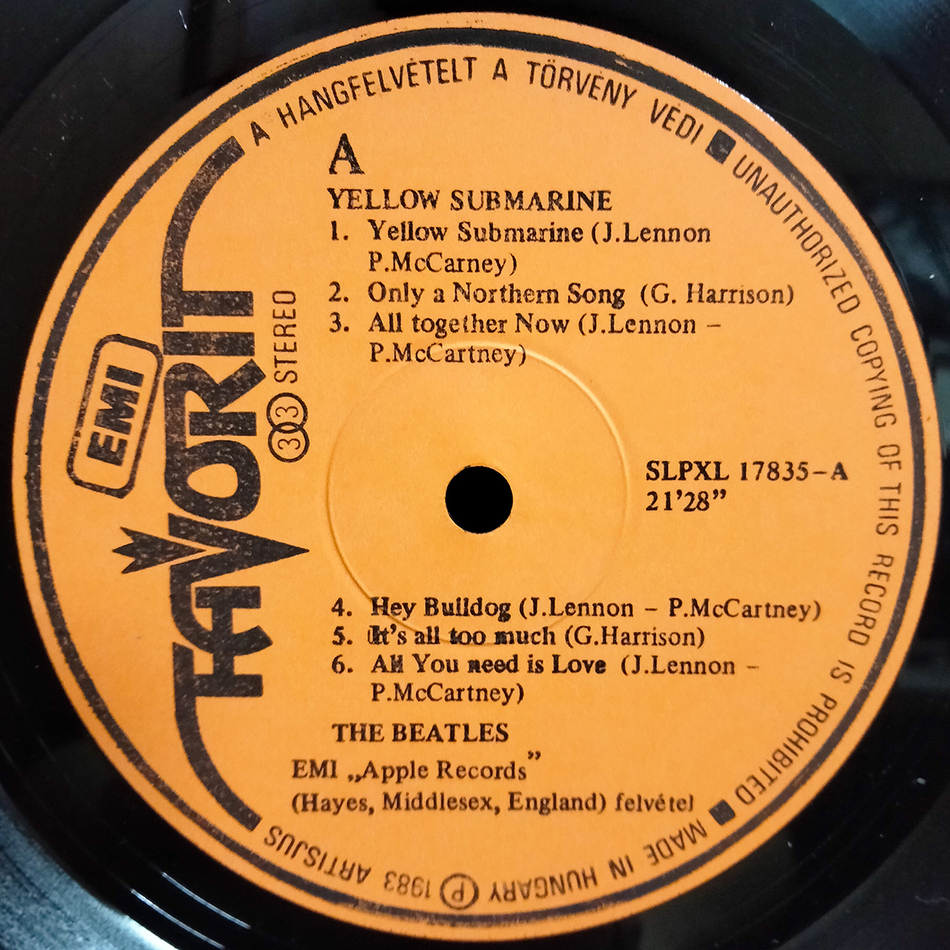 A HANGFELVÉTELT A TÖRVÉNY VÉDI ■ UNAUTHORIZED COPYING OF THIS RECORD IS PROHIBITED ■ MADE IN HUNGARY ℗ 1983 ARTISJUS
EMI
FAVORIT
33 STEREO
A
YELLOW SUBMARINE
1. Yellow Submarine (J.Lennon
P.McCarney)
2. Only a Northern Song (G. Harrison)
3. All together Now (J.Lennon –
P.McCartney)
SLPXL 17835–A
21’28”
4. Hey Bulldog (J.Lennon – P.McCartney)
5. It's all too much (G.Harrison)
6. All You need is Love (J.Lennon –
P.McCartney)
THE BEATLES
EMI „Apple Records”
(Hayes, Middlesex, England) felvétel